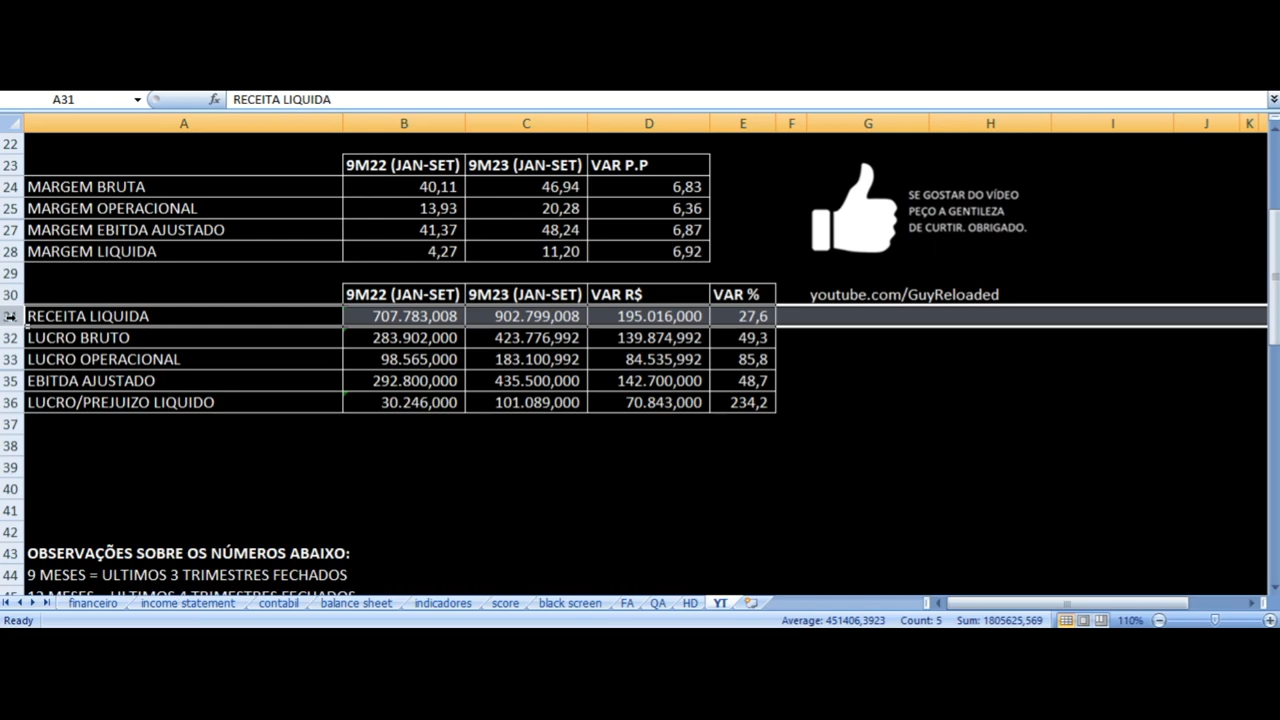 A31 fx RECEITA LIQUIDA
A B C D E F G H I J K
22
23 9M22 (JAN-SET) 9M23 (JAN-SET) VAR P.P
24 MARGEM BRUTA 40,11 46,94 6,83
25 MARGEM OPERACIONAL 13,93 20,28 6,36
27 MARGEM EBITDA AJUSTADO 41,37 48,24 6,87
28 MARGEM LIQUIDA 4,27 11,20 6,92
SE GOSTAR DO VÍDEO
PEÇO A GENTILEZA
DE CURTIR. OBRIGADO.
29
30 9M22 (JAN-SET) 9M23 (JAN-SET) VAR R$ VAR % youtube.com/GuyReloaded
RECEITA LIQUIDA 707.783,008 902.799,008 195.016,000 27,6
32 LUCRO BRUTO 283.902,000 423.776,992 139.874,992 49,3
33 LUCRO OPERACIONAL 98.565,000 183.100,992 84.535,992 85,8
35 EBITDA AJUSTADO 292.800,000 435.500,000 142.700,000 48,7
36 LUCRO/PREJUIZO LIQUIDO 30.246,000 101.089,000 70.843,000 234,2
37
38
39
40
41
42
43 OBSERVAÇÕES SOBRE OS NÚMEROS ABAIXO:
44 9 MESES = ULTIMOS 3 TRIMESTRES FECHADOS
12 MESES = ULTIMOS 4 TRIMESTRES FECHADOS
financeiro income statement contabil balance sheet indicadores score black screen FA QA HD YT
Ready Average: 451406,3923 Count: 5 Sum: 1805625,569 110%